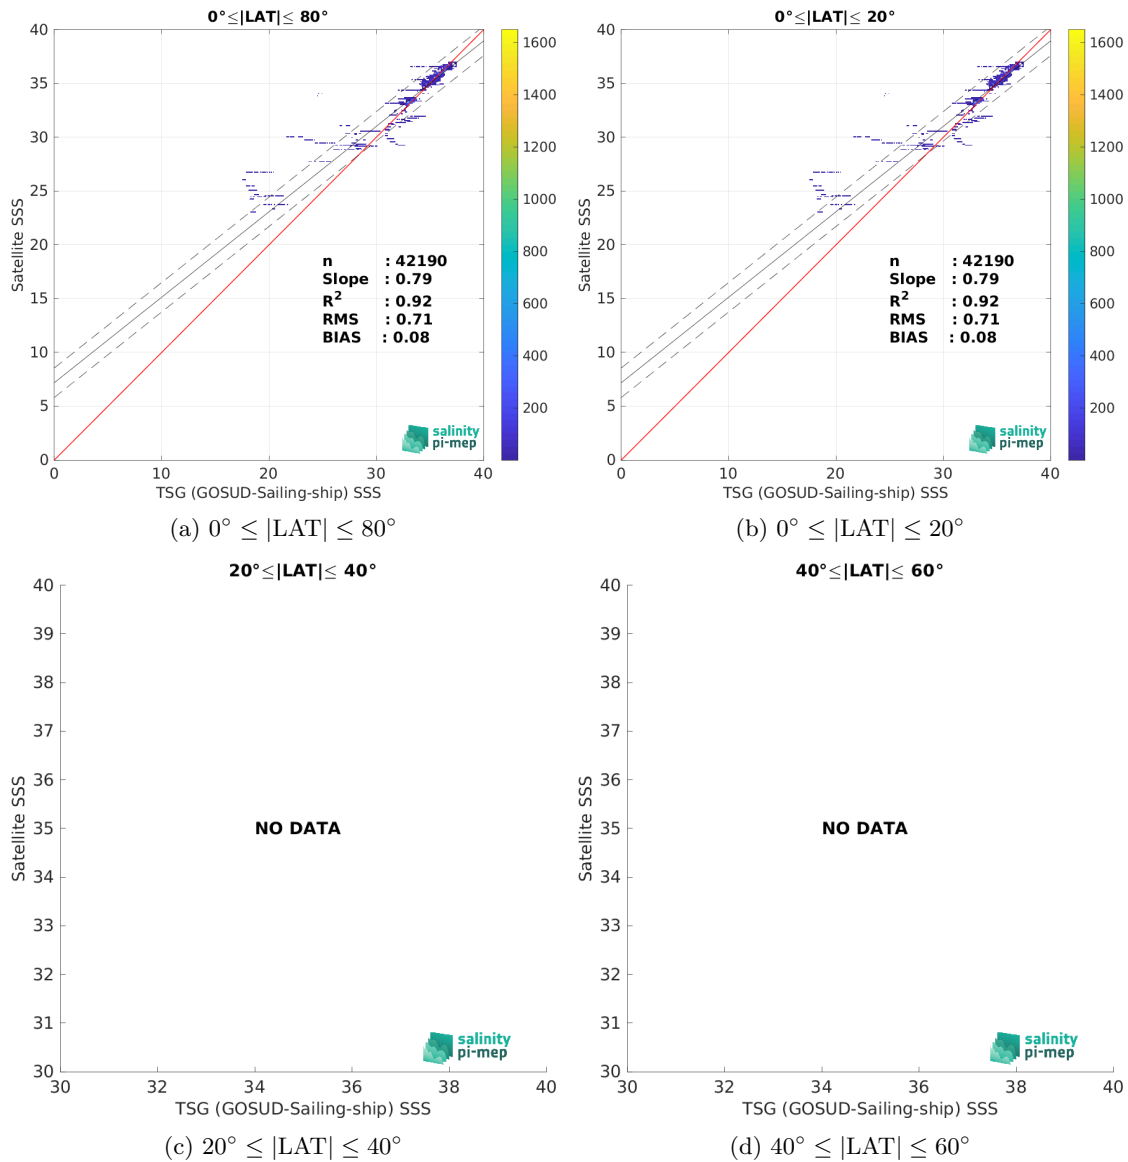 0°≤|LAT|≤ 80°
40
35
30
25
20
15
10
5
0
Satellite SSS
n : 42190
Slope : 0.79
R² : 0.92
RMS : 0.71
BIAS : 0.08
salinity
pi-mep
0 10 20 30 40
TSG (GOSUD-Sailing-ship) SSS
1600
1400
1200
1000
800
600
400
200
(a) 0° ≤ |LAT| ≤ 80°
0°≤|LAT|≤ 20°
40
35
30
25
20
15
10
5
0
Satellite SSS
n : 42190
Slope : 0.79
R² : 0.92
RMS : 0.71
BIAS : 0.08
salinity
pi-mep
0 10 20 30 40
TSG (GOSUD-Sailing-ship) SSS
1600
1400
1200
1000
800
600
400
200
(b) 0° ≤ |LAT| ≤ 20°
20°≤|LAT|≤ 40°
40
39
38
37
36
35
34
33
32
31
30
Satellite SSS
NO DATA
salinity
pi-mep
30 32 34 36 38 40
TSG (GOSUD-Sailing-ship) SSS
(c) 20° ≤ |LAT| ≤ 40°
40°≤|LAT|≤ 60°
40
39
38
37
36
35
34
33
32
31
30
Satellite SSS
NO DATA
salinity
pi-mep
30 32 34 36 38 40
TSG (GOSUD-Sailing-ship) SSS
(d) 40° ≤ |LAT| ≤ 60°